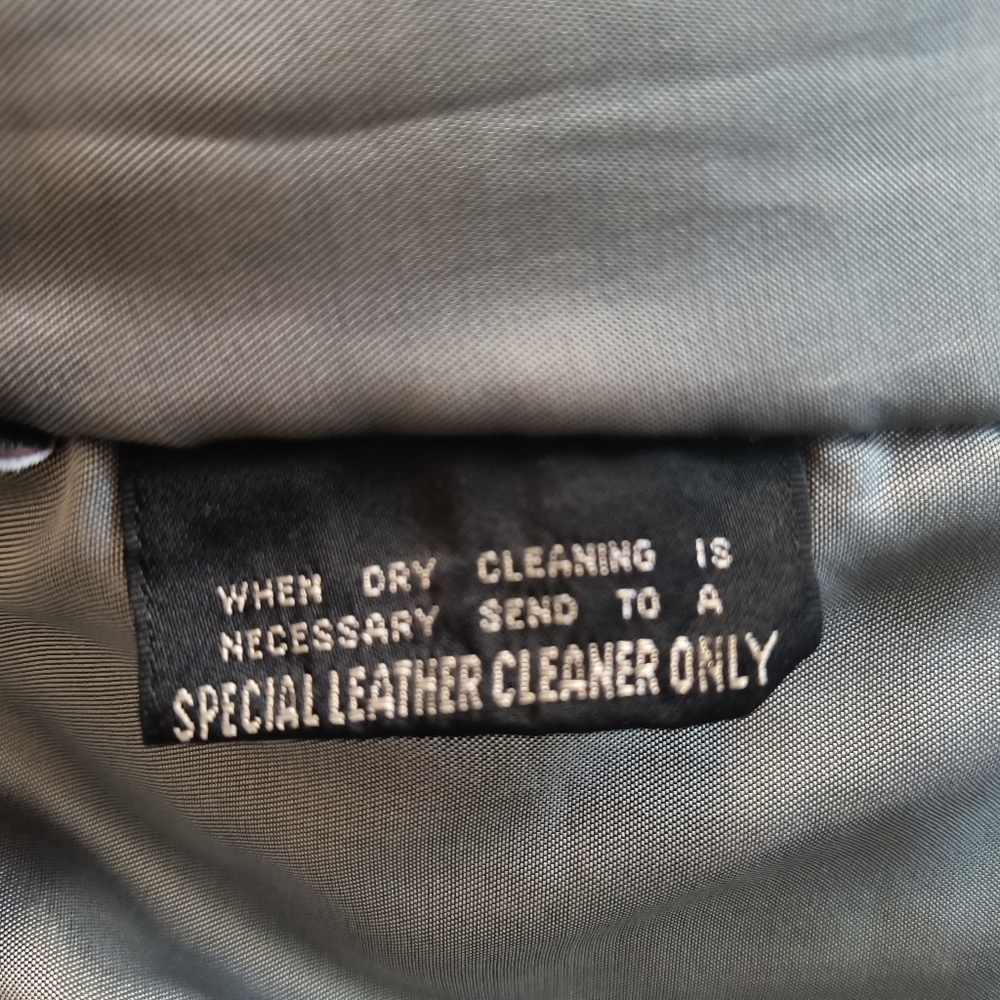 WHEN DRY CLEANING IS
NECESSARY SEND TO A
SPECIAL LEATHER CLEANER ONLY